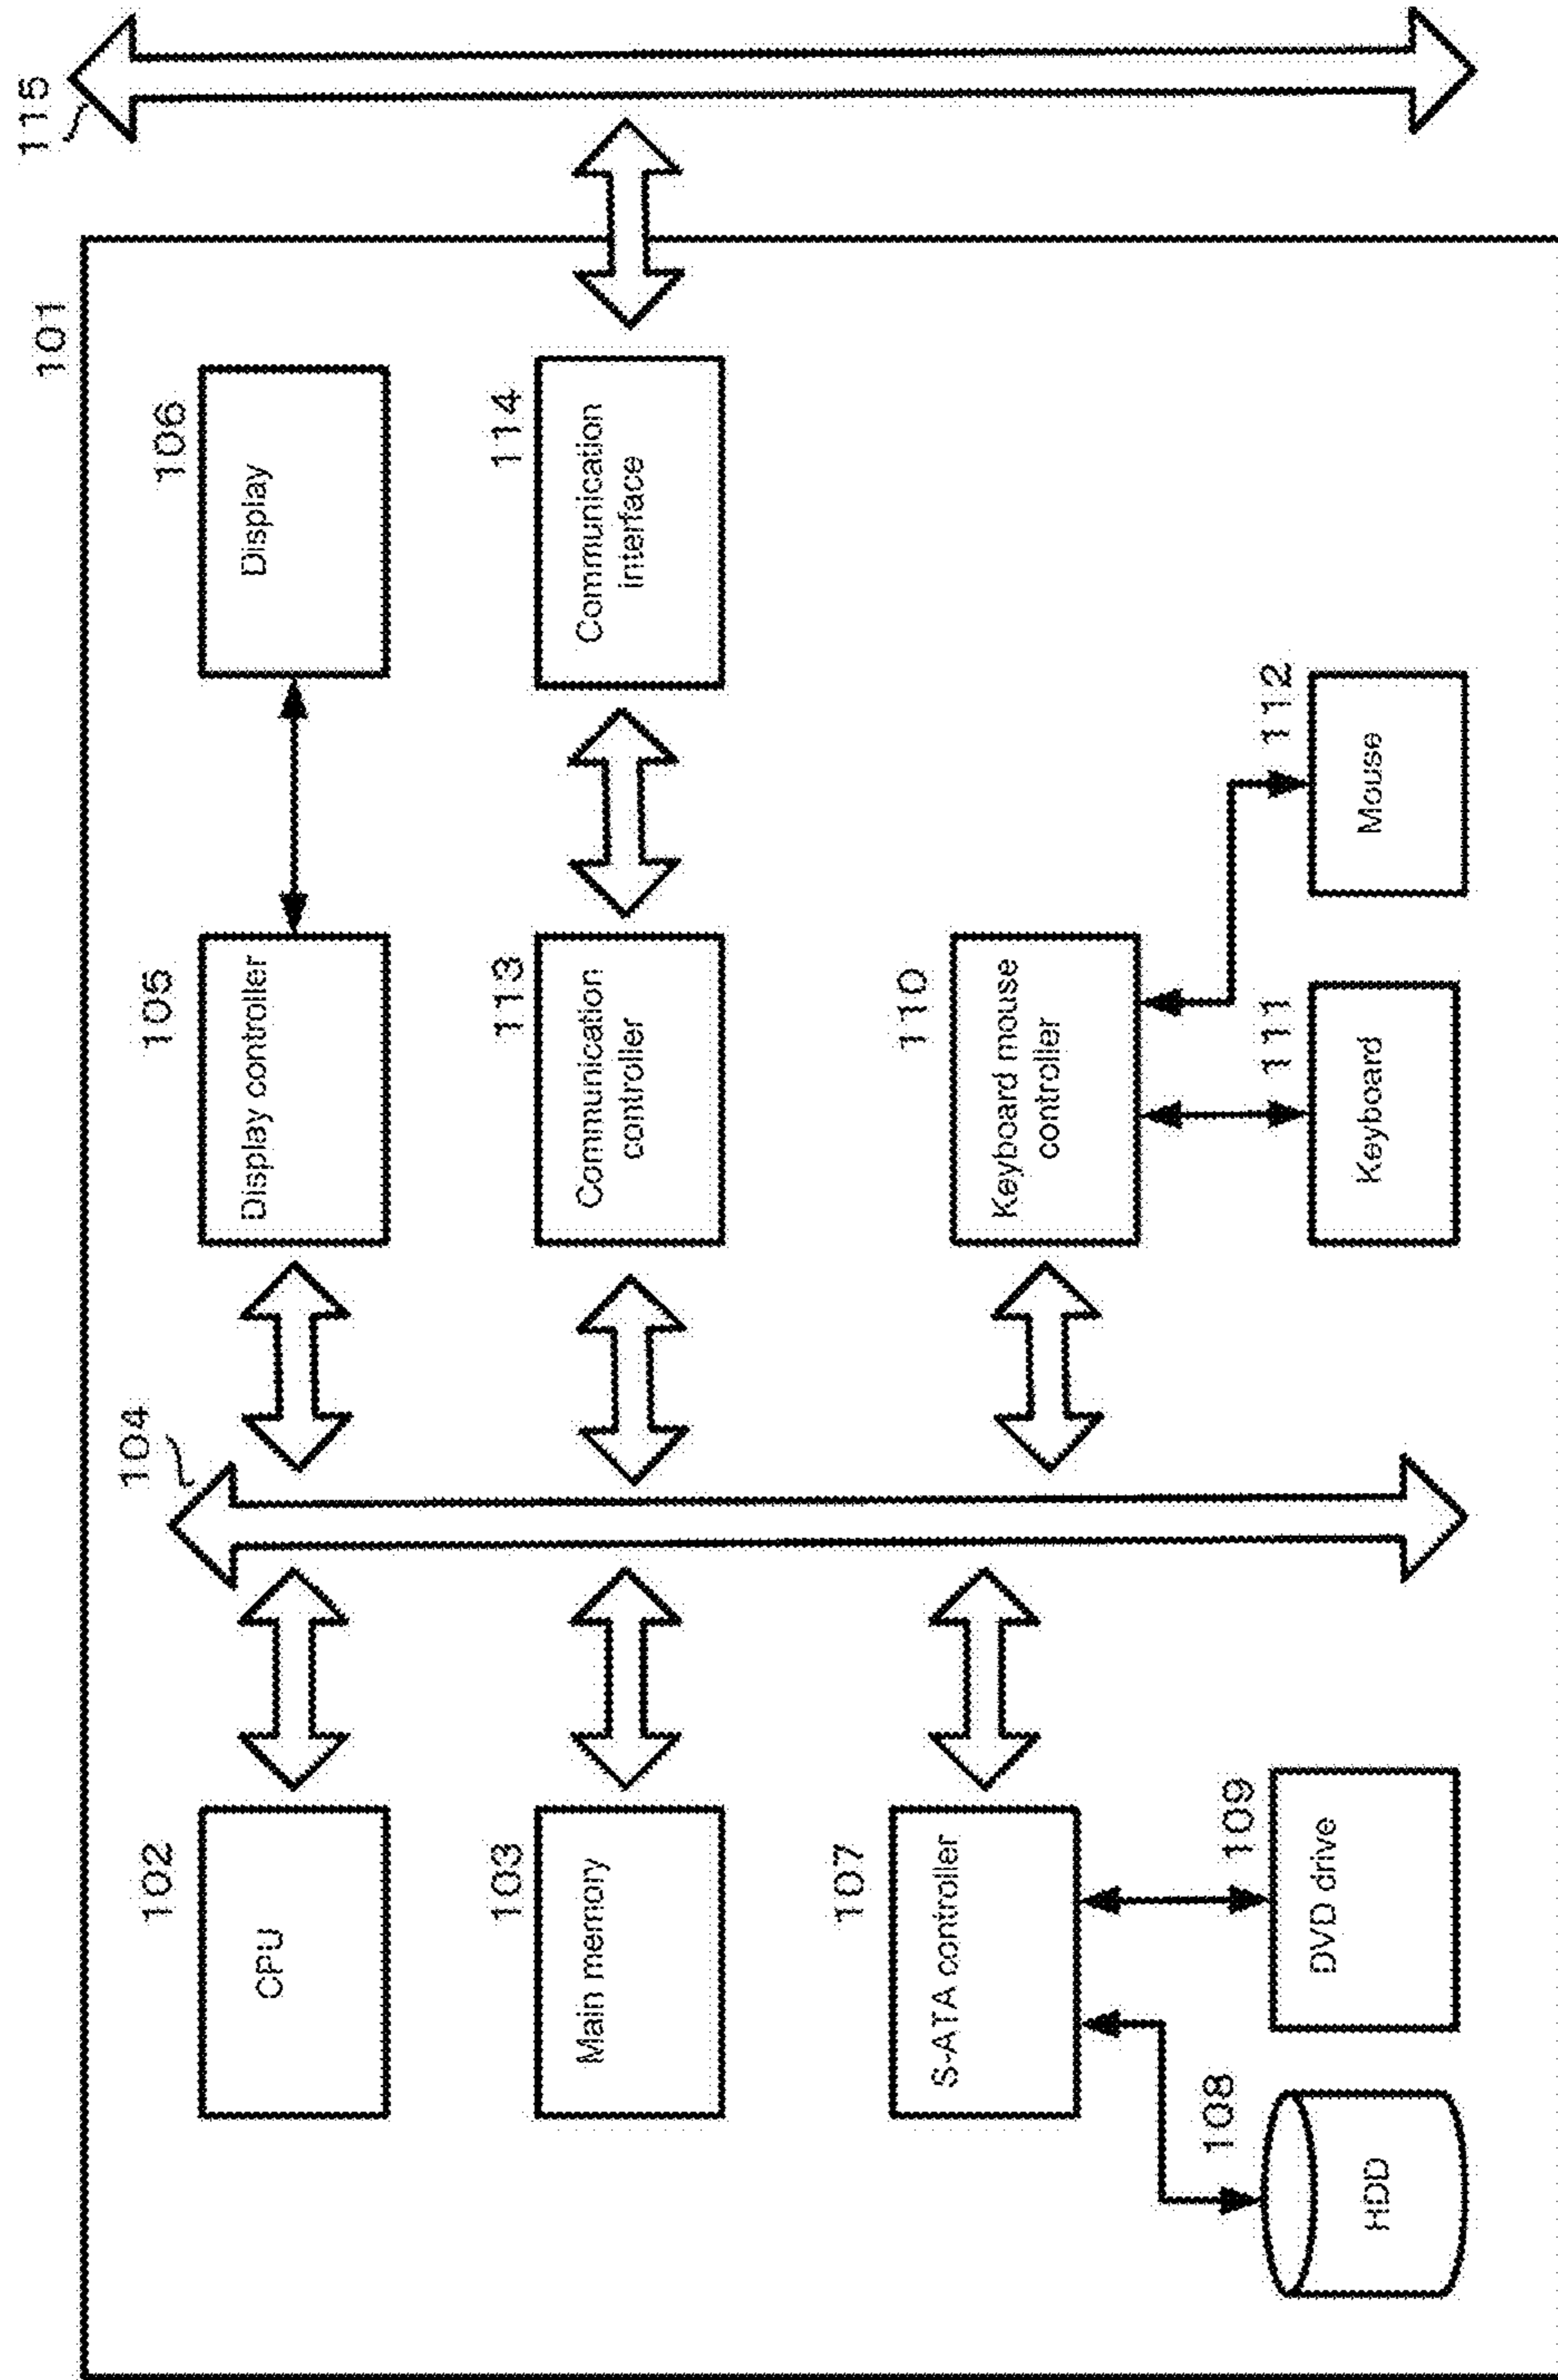 101
115
102
CPU
104
105
Display controller
106
Display
103
Main memory
113
Communication
controller
114
Communication
interface
107
S-ATA controller
110
Keyboard mouse
controller
108
HDD
109
DVD drive
111
Keyboard
112
Mouse